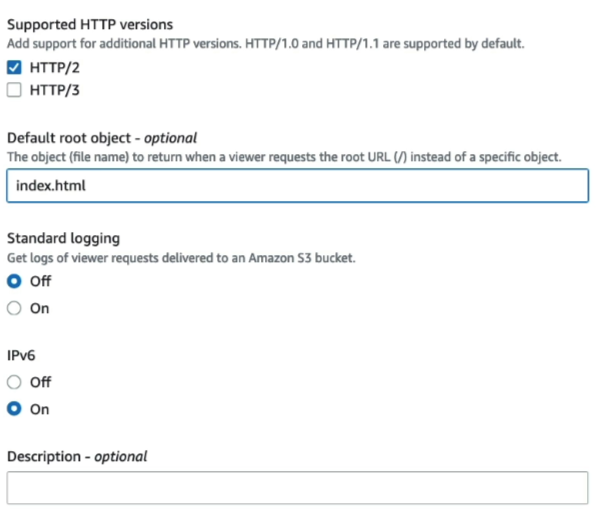 Supported HTTP versions
Add support for additional HTTP versions. HTTP/1.0 and HTTP/1.1 are supported by default.
HTTP/2
HTTP/3
Default root object - optional
The object (file name) to return when a viewer requests the root URL (/) instead of a specific object.
index.html
Standard logging
Get logs of viewer requests delivered to an Amazon S3 bucket.
Off
On
IPv6
Off
On
Description - optional